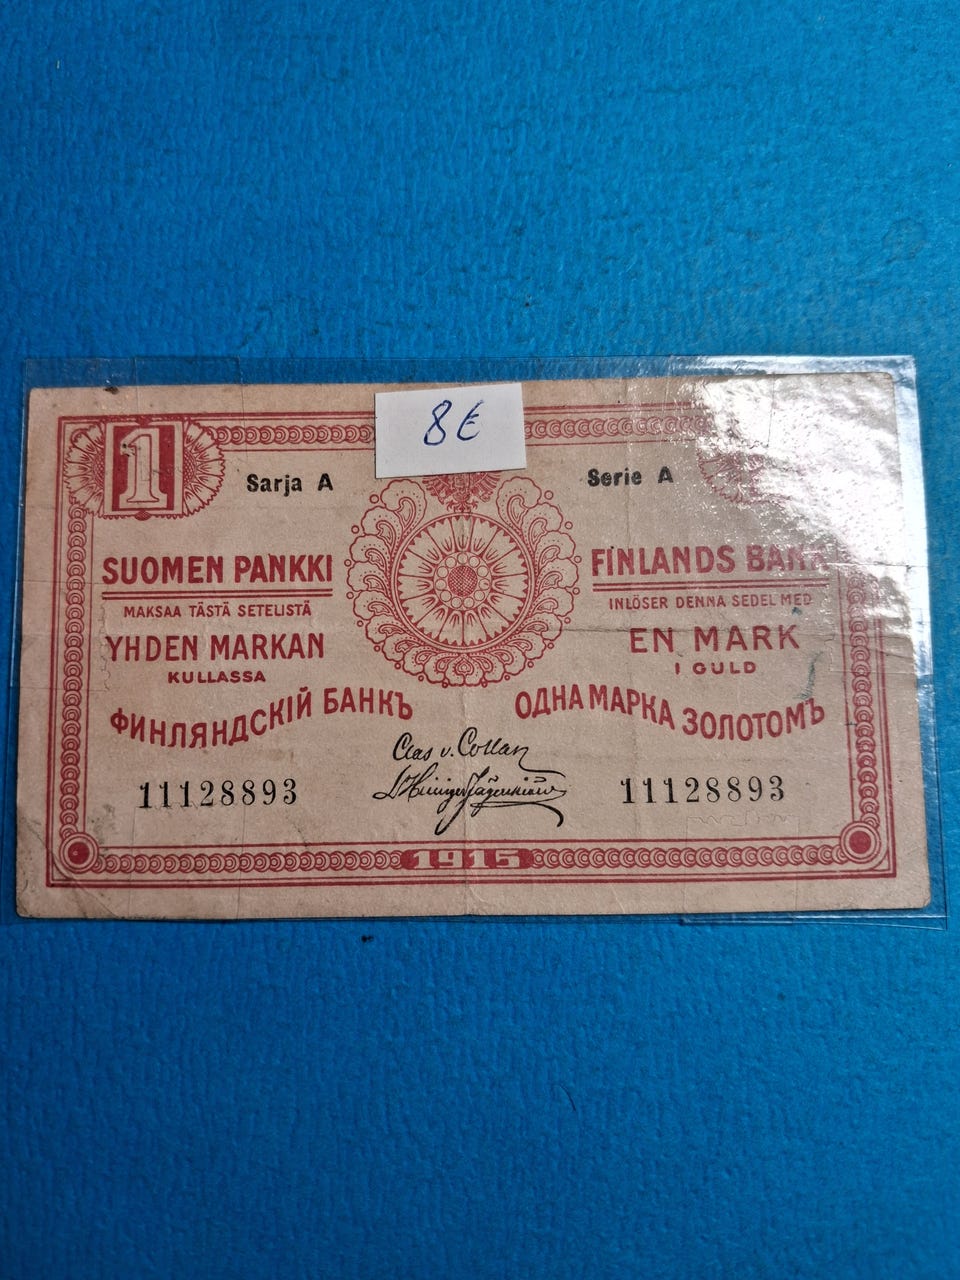 8€
1
Sarja A
Serie A
SUOMEN PANKKI
MAKSAA TÄSTÄ SETELISTÄ
YHDEN MARKAN
KULLASSA
FINLANDS BANK
INLÖSER DENNA SEDEL MED
EN MARK
I GULD
ФИНЛЯНДСКІЙ БАНКЪ
ОДНА МАРКА ЗОЛОТОМЪ
Clas v. Collan
11128893
11128893
1915